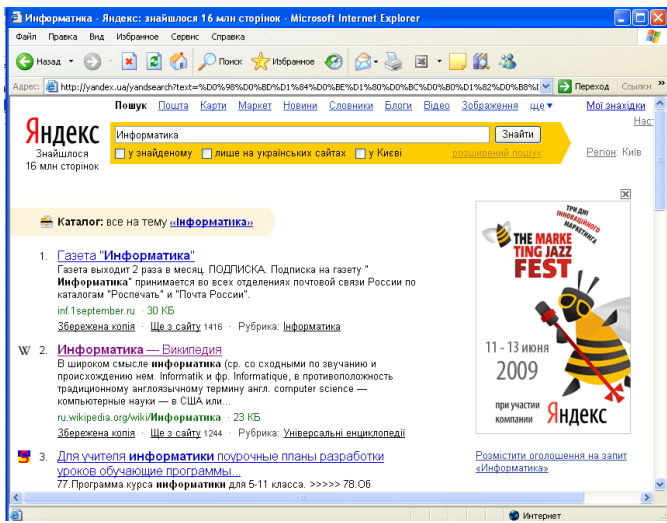 Информатика - Яндекс: знайшлося 16 млн сторінок - Microsoft Internet Explorer
Файл Правка Вид Избранное Сервис Справка
Назад Поиск Избранное
Адрес: http://yandex.ua/yandsearch?text=%D0%98%D0%BD%D1%84%D0%BE%D1%80%D0%BC%D0%B0%D1%82%D0%B8%I Переход Ссылки »
Пошук Пошта Карти Маркет Новини Словники Блоги Відео Зображення ще▼ Мої знахідки
Нас
Яндекс
Информатика Знайти
Знайшлося
16 млн сторінок
у знайденому лише на українських сайтах у Києві розширений пошук
Регіон: Київ
Каталог: все на тему «Інформатика»
1. Газета "Информатика"
Газета выходит 2 раза в месяц. ПОДПИСКА. Подписка на газету "
Информатика" принимается во всех отделениях почтовой связи России по
каталогам "Роспечать" и "Почта России".
inf.1september.ru · 30 КБ
Збережена копія · Ще з сайту 1416 · Рубрика: Інформатика
W 2. Информатика — Википедия
В широком смысле информатика (ср. со сходными по звучанию и
происхождению нем. Informatik и фр. Informatique, в противоположность
традиционному англоязычному термину англ. computer science —
компьютерные науки — в США или...
ru.wikipedia.org/wiki/Информатика · 23 КБ
Збережена копія · Ще з сайту 1244 · Рубрика: Універсальні енциклопедії
3. Для учителя информатики поурочные планы разработки
уроков обучающие программы...
77.Программа курса информатики для 5-11 класса. >>>>> 78.Об
ТРИ ДНІ
ІННОВАЦІЙНОГО
МАРКЕТИНГА
THE MARKE
TING JAZZ
FEST
11 - 13 июня
2009
при участии
компании Яндекс
Розмістити оголошення на запит
«Информатика»
Интернет